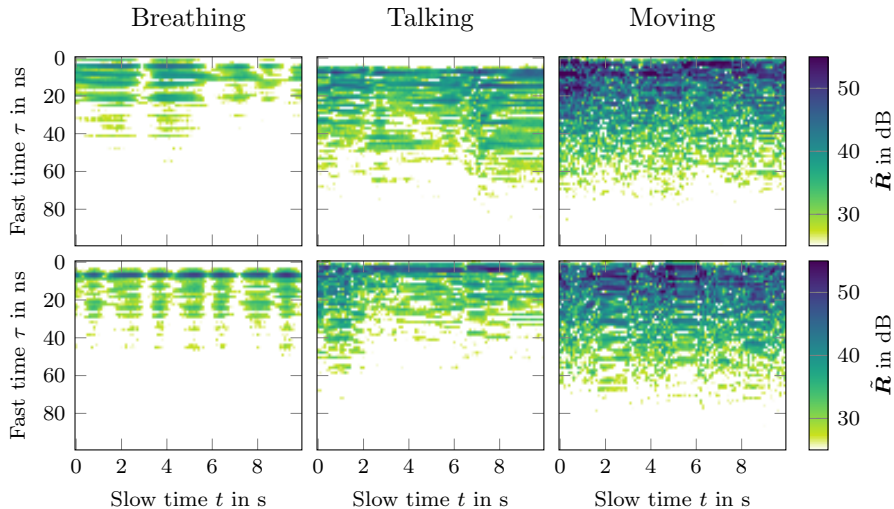 Breathing Talking Moving
0
20
40
60
80
Fast time τ in ns
50
40
30
R̃ in dB
0
20
40
60
80
Fast time τ in ns
50
40
30
R̃ in dB
0 2 4 6 8 0 2 4 6 8 0 2 4 6 8
Slow time t in s Slow time t in s Slow time t in s